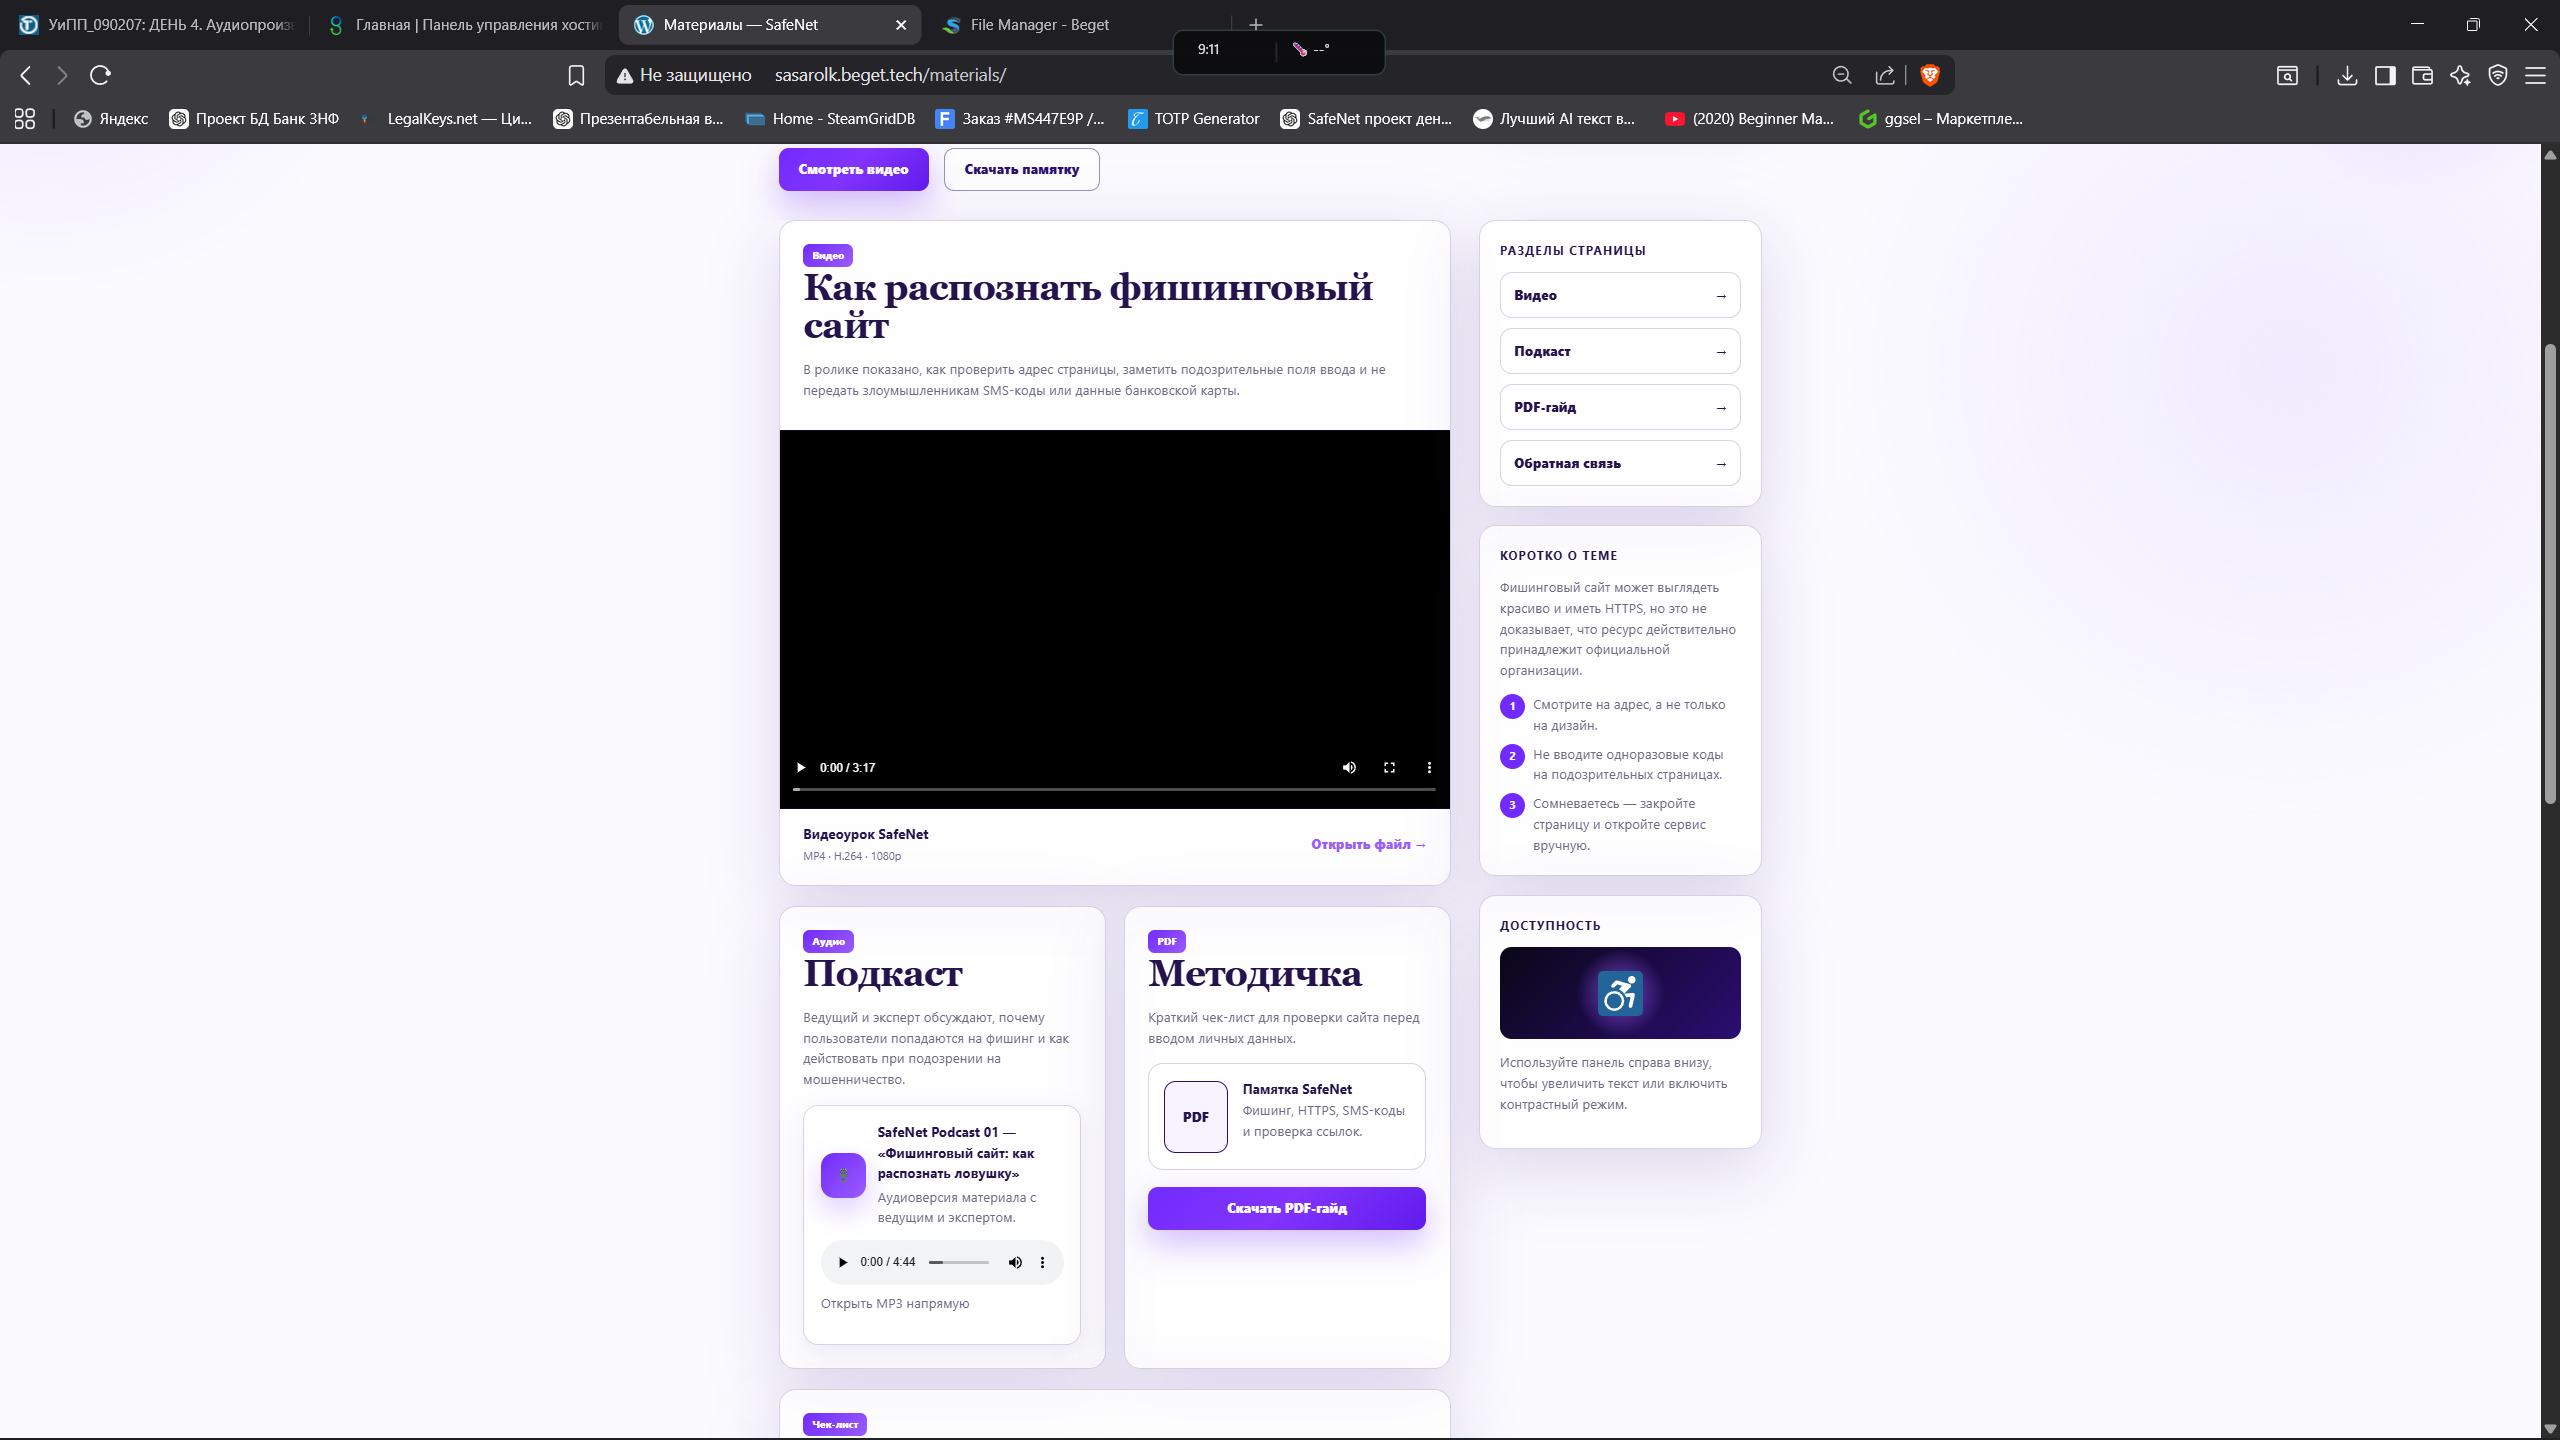 УиПП_090207: ДЕНЬ 4. Аудиопроизв
Главная | Панель управления хости
Материалы — SafeNet
File Manager - Beget
9:11
--°
Не защищено
sasarolk.beget.tech/materials/
Яндекс
Проект БД Банк ЗНФ
LegalKeys.net — Ци...
Презентабельная в...
Home - SteamGridDB
Заказ #MS447E9P /...
TOTP Generator
SafeNet проект ден...
Лучший AI текст в...
(2020) Beginner Ma...
ggsel – Маркетпле...
Смотреть видео
Скачать памятку
Видео
Как распознать фишинговый
сайт
В ролике показано, как проверить адрес страницы, заметить подозрительные поля ввода и не
передать злоумышленникам SMS-коды или данные банковской карты.
0:00 / 3:17
Видеоурок SafeNet
MP4 · H.264 · 1080p
Открыть файл →
Аудио
Подкаст
Ведущий и эксперт обсуждают, почему
пользователи попадаются на фишинг и как
действовать при подозрении на
мошенничество.
SafeNet Podcast 01 —
«Фишинговый сайт: как
распознать ловушку»
Аудиоверсия материала с
ведущим и экспертом.
0:00 / 4:44
Открыть MP3 напрямую
PDF
Методичка
Краткий чек-лист для проверки сайта перед
вводом личных данных.
PDF
Памятка SafeNet
Фишинг, HTTPS, SMS-коды
и проверка ссылок.
Скачать PDF-гайд
Чек-лист
РАЗДЕЛЫ СТРАНИЦЫ
Видео →
Подкаст →
PDF-гайд →
Обратная связь →
КОРОТКО О ТЕМЕ
Фишинговый сайт может выглядеть
красиво и иметь HTTPS, но это не
доказывает, что ресурс действительно
принадлежит официальной
организации.
1 Смотрите на адрес, а не только
на дизайн.
2 Не вводите одноразовые коды
на подозрительных страницах.
3 Сомневаетесь — закройте
страницу и откройте сервис
вручную.
ДОСТУПНОСТЬ
Используйте панель справа внизу,
чтобы увеличить текст или включить
контрастный режим.